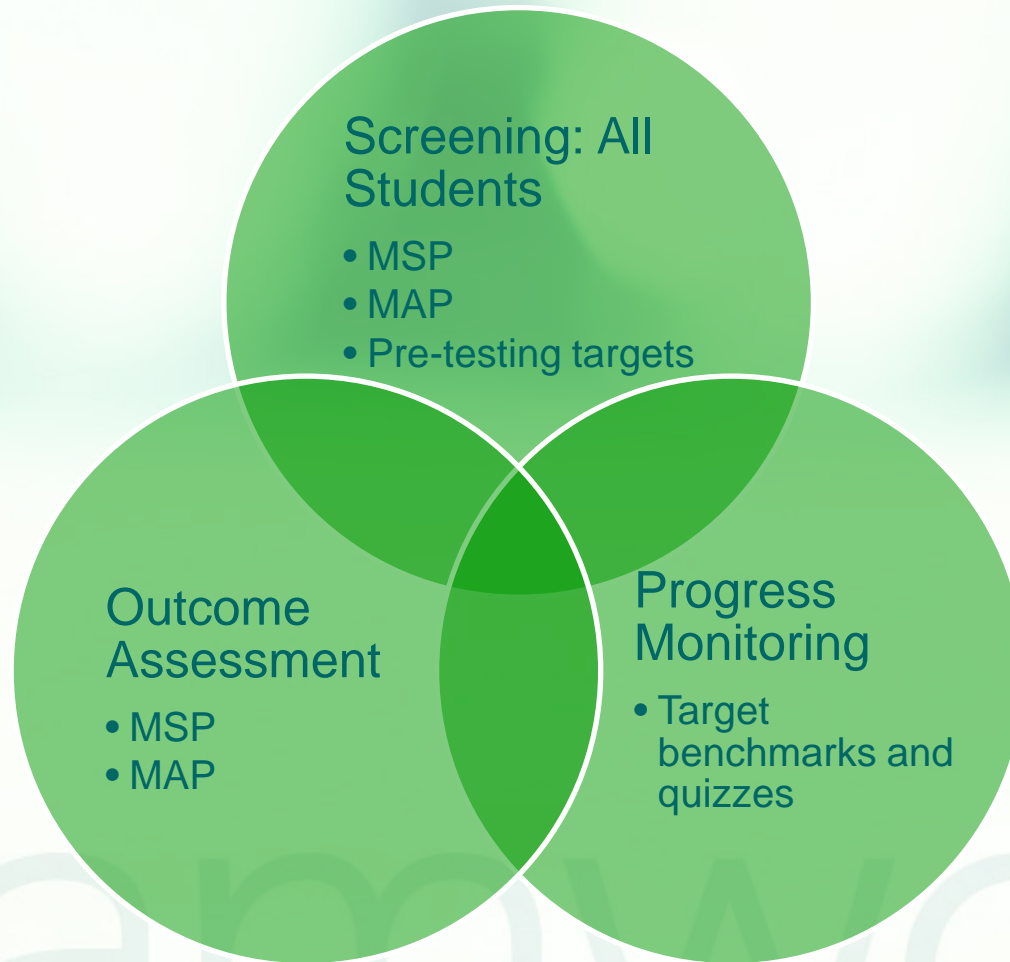 Screening: All
Students
• MSP
• MAP
• Pre-testing targets
Outcome
Assessment
• MSP
• MAP
Progress
Monitoring
• Target
benchmarks and
quizzes